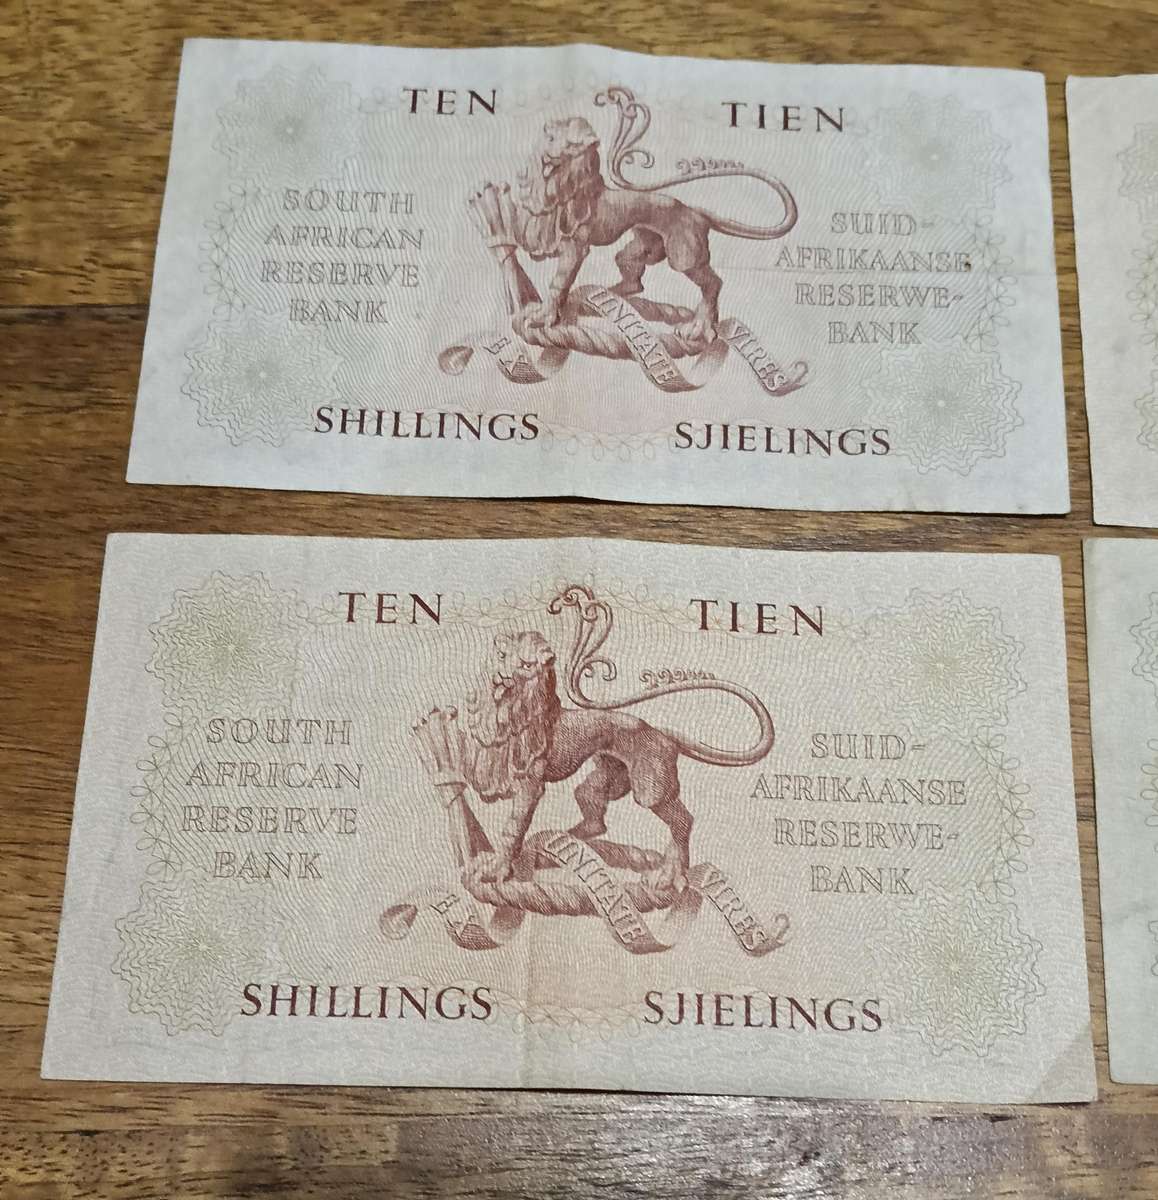 TEN TIEN
SOUTH
AFRICAN
RESERVE
BANK
SUID-
AFRIKAANSE
RESERWE-
BANK
EX UNITATE VIRES
SHILLINGS SJIELINGS
TEN TIEN
SOUTH
AFRICAN
RESERVE
BANK
SUID-
AFRIKAANSE
RESERWE-
BANK
EX UNITATE VIRES
SHILLINGS SJIELINGS